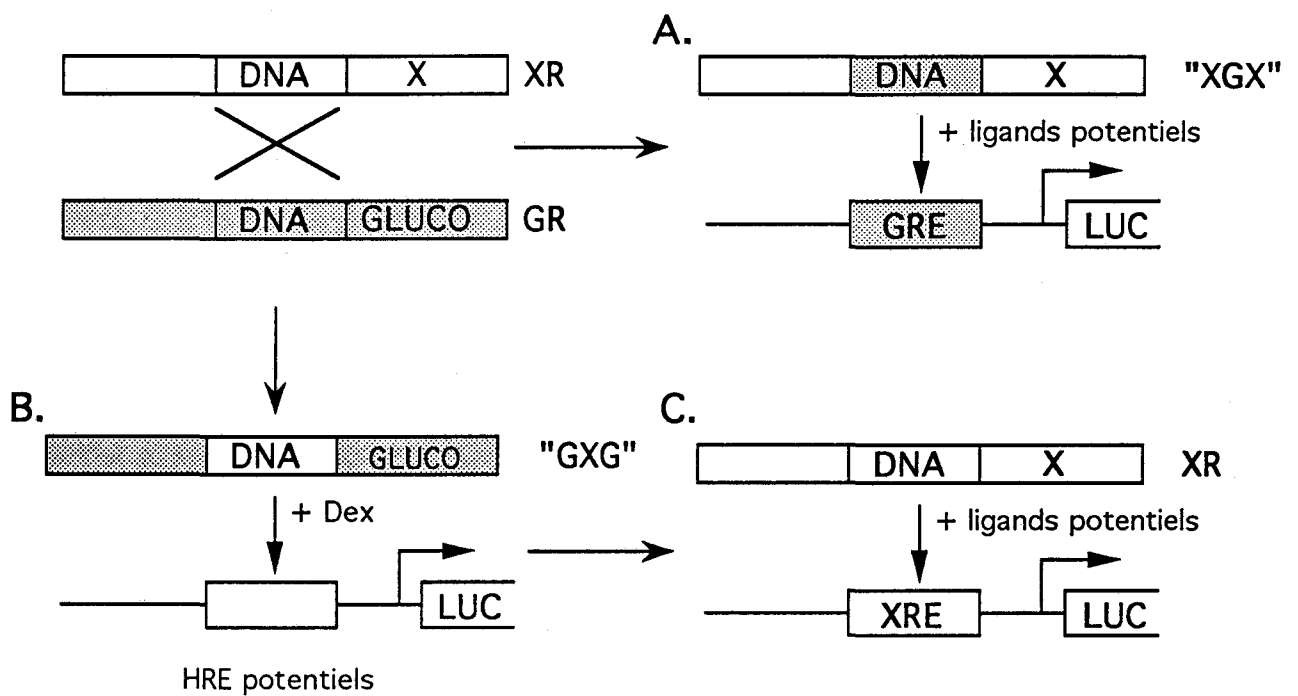 DNA X XR
DNA GLUCO GR
A.
DNA X "XGX"
+ ligands potentiels
GRE LUC
B.
DNA GLUCO "GXG"
+ Dex
LUC
HRE potentiels
C.
DNA X XR
+ ligands potentiels
XRE LUC